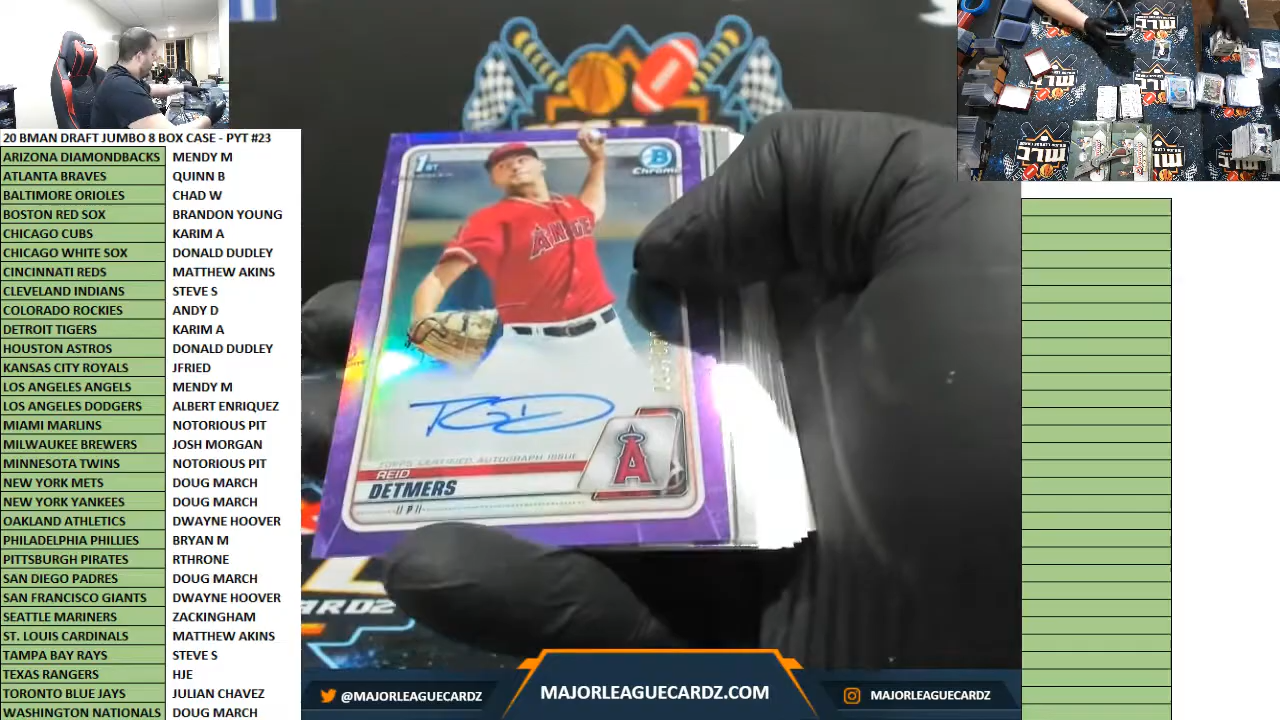 20 BMAN DRAFT JUMBO 8 BOX CASE - PYT #23
ARIZONA DIAMONDBACKS MENDY M
ATLANTA BRAVES QUINN B
BALTIMORE ORIOLES CHAD W
BOSTON RED SOX BRANDON YOUNG
CHICAGO CUBS KARIM A
CHICAGO WHITE SOX DONALD DUDLEY
CINCINNATI REDS MATTHEW AKINS
CLEVELAND INDIANS STEVE S
COLORADO ROCKIES ANDY D
DETROIT TIGERS KARIM A
HOUSTON ASTROS DONALD DUDLEY
KANSAS CITY ROYALS JFRIED
LOS ANGELES ANGELS MENDY M
LOS ANGELES DODGERS ALBERT ENRIQUEZ
MIAMI MARLINS NOTORIOUS PIT
MILWAUKEE BREWERS JOSH MORGAN
MINNESOTA TWINS NOTORIOUS PIT
NEW YORK METS DOUG MARCH
NEW YORK YANKEES DOUG MARCH
OAKLAND ATHLETICS DWAYNE HOOVER
PHILADELPHIA PHILLIES BRYAN M
PITTSBURGH PIRATES RTHRONE
SAN DIEGO PADRES DOUG MARCH
SAN FRANCISCO GIANTS DWAYNE HOOVER
SEATTLE MARINERS ZACKINGHAM
ST. LOUIS CARDINALS MATTHEW AKINS
TAMPA BAY RAYS STEVE S
TEXAS RANGERS HJE
TORONTO BLUE JAYS JULIAN CHAVEZ
WASHINGTON NATIONALS DOUG MARCH
1ST
B
Chrome
ANGE
TOPPS CERTIFIED AUTOGRAPH ISSUE
REID
DETMERS
// P //
A
ARDZ
@MAJORLEAGUECARDZ
MAJORLEAGUECARDZ.COM
MAJORLEAGUECARDZ
MLC